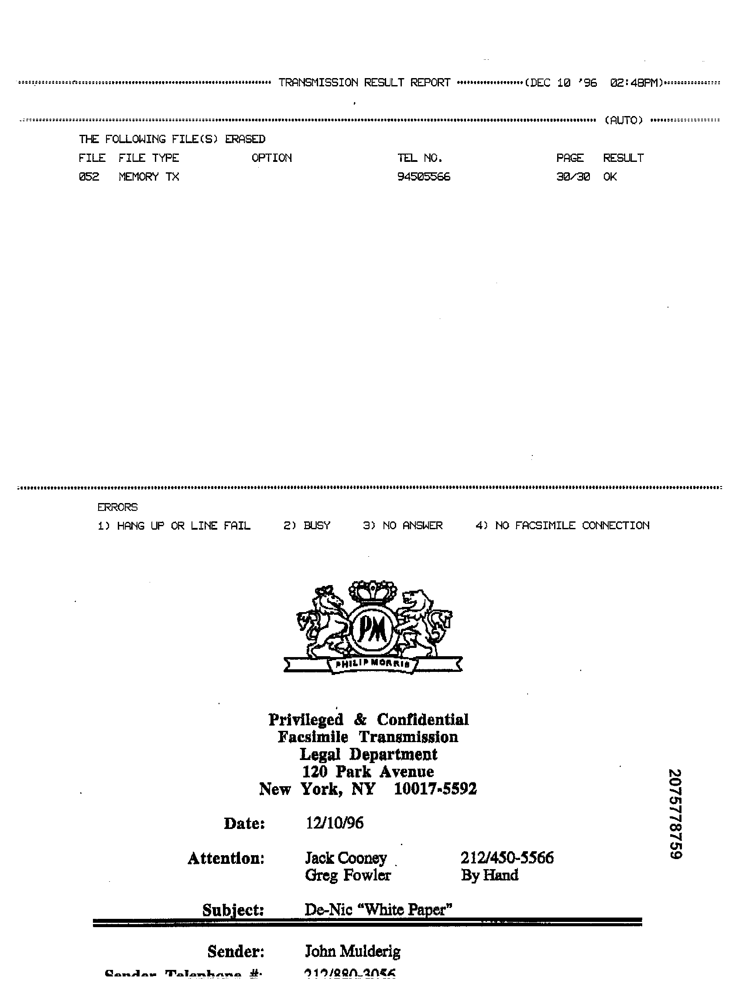 TRANSMISSION RESULT REPORT (DEC 10 '96 02:48PM)
(AUTO)
THE FOLLOWING FILE(S) ERASED
FILE FILE TYPE OPTION TEL NO. PAGE RESULT
052 MEMORY TX 94505566 30/30 OK
ERRORS
1) HANG UP OR LINE FAIL 2) BUSY 3) NO ANSWER 4) NO FACSIMILE CONNECTION
PM
PHILIP MORRIS
Privileged & Confidential
Facsimile Transmission
Legal Department
120 Park Avenue
New York, NY 10017-5592
Date: 12/10/96
Attention: Jack Cooney 212/450-5566
Greg Fowler By Hand
Subject: De-Nic "White Paper"
Sender: John Mulderig
Sender Telephone #: 212/880-3056
2075778759